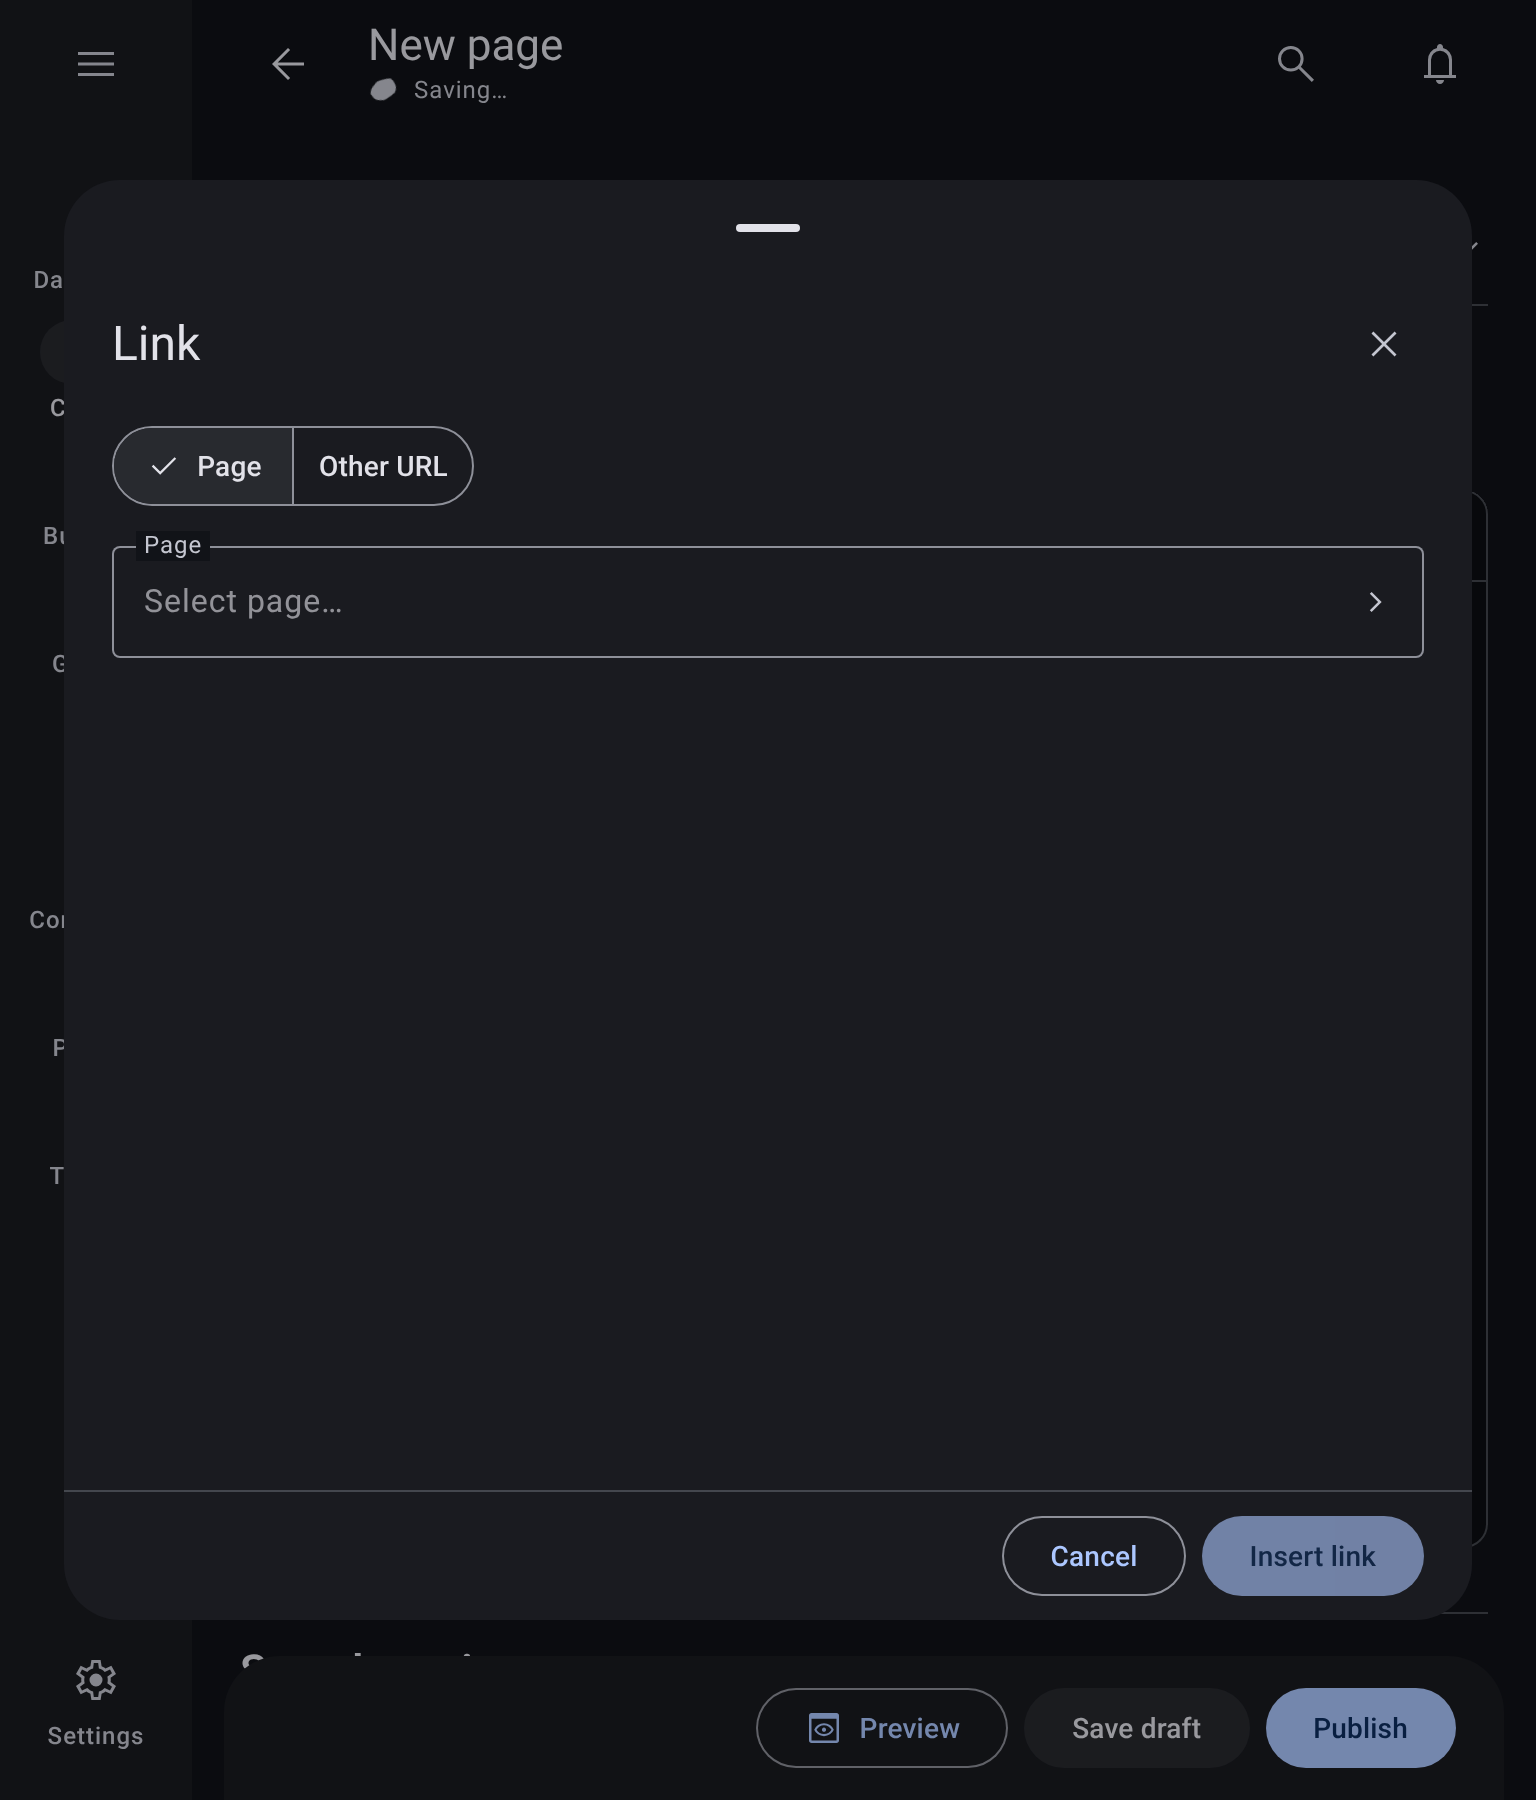 New page
Saving…
Link
Page
Other URL
Page
Select page…
Cancel
Insert link
Settings
Preview
Save draft
Publish